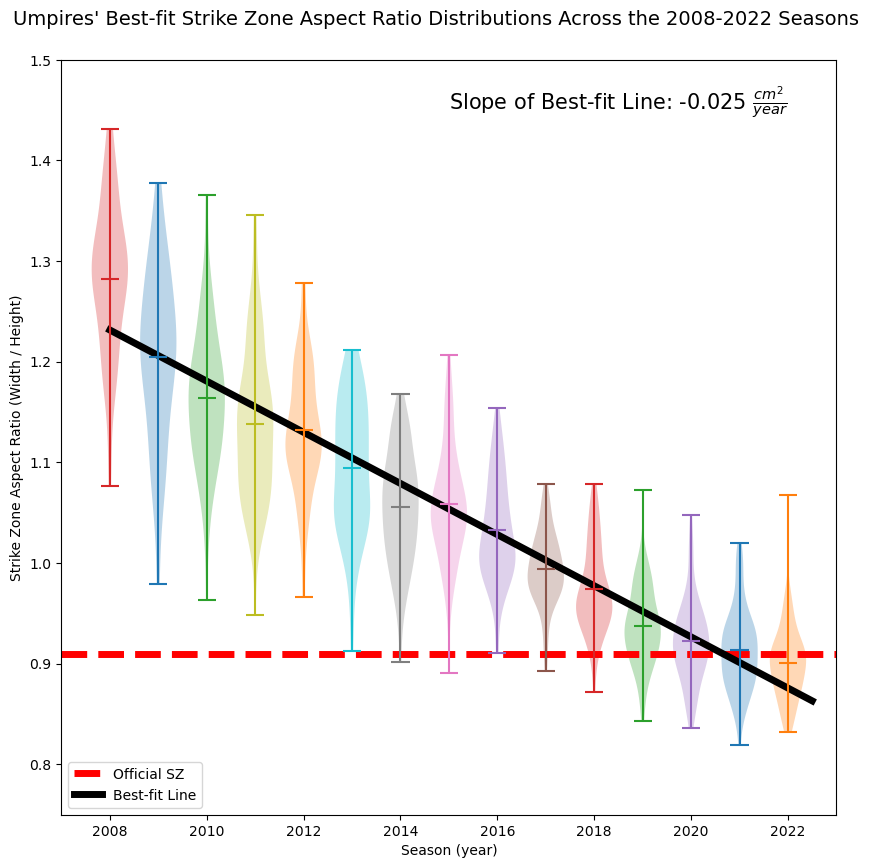 Umpires' Best-fit Strike Zone Aspect Ratio Distributions Across the 2008-2022 Seasons
Slope of Best-fit Line: -0.025 cm²/year
Strike Zone Aspect Ratio (Width / Height)
1.5
1.4
1.3
1.2
1.1
1.0
0.9
0.8
Official SZ
Best-fit Line
2008 2010 2012 2014 2016 2018 2020 2022
Season (year)